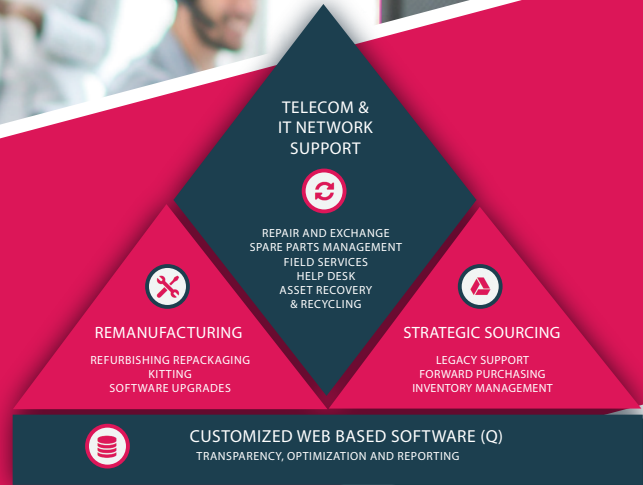 TELECOM &
IT NETWORK
SUPPORT
REPAIR AND EXCHANGE
SPARE PARTS MANAGEMENT
FIELD SERVICES
HELP DESK
ASSET RECOVERY
& RECYCLING
REMANUFACTURING
REFURBISHING REPACKAGING
KITTING
SOFTWARE UPGRADES
STRATEGIC SOURCING
LEGACY SUPPORT
FORWARD PURCHASING
INVENTORY MANAGEMENT
CUSTOMIZED WEB BASED SOFTWARE (Q)
TRANSPARENCY, OPTIMIZATION AND REPORTING